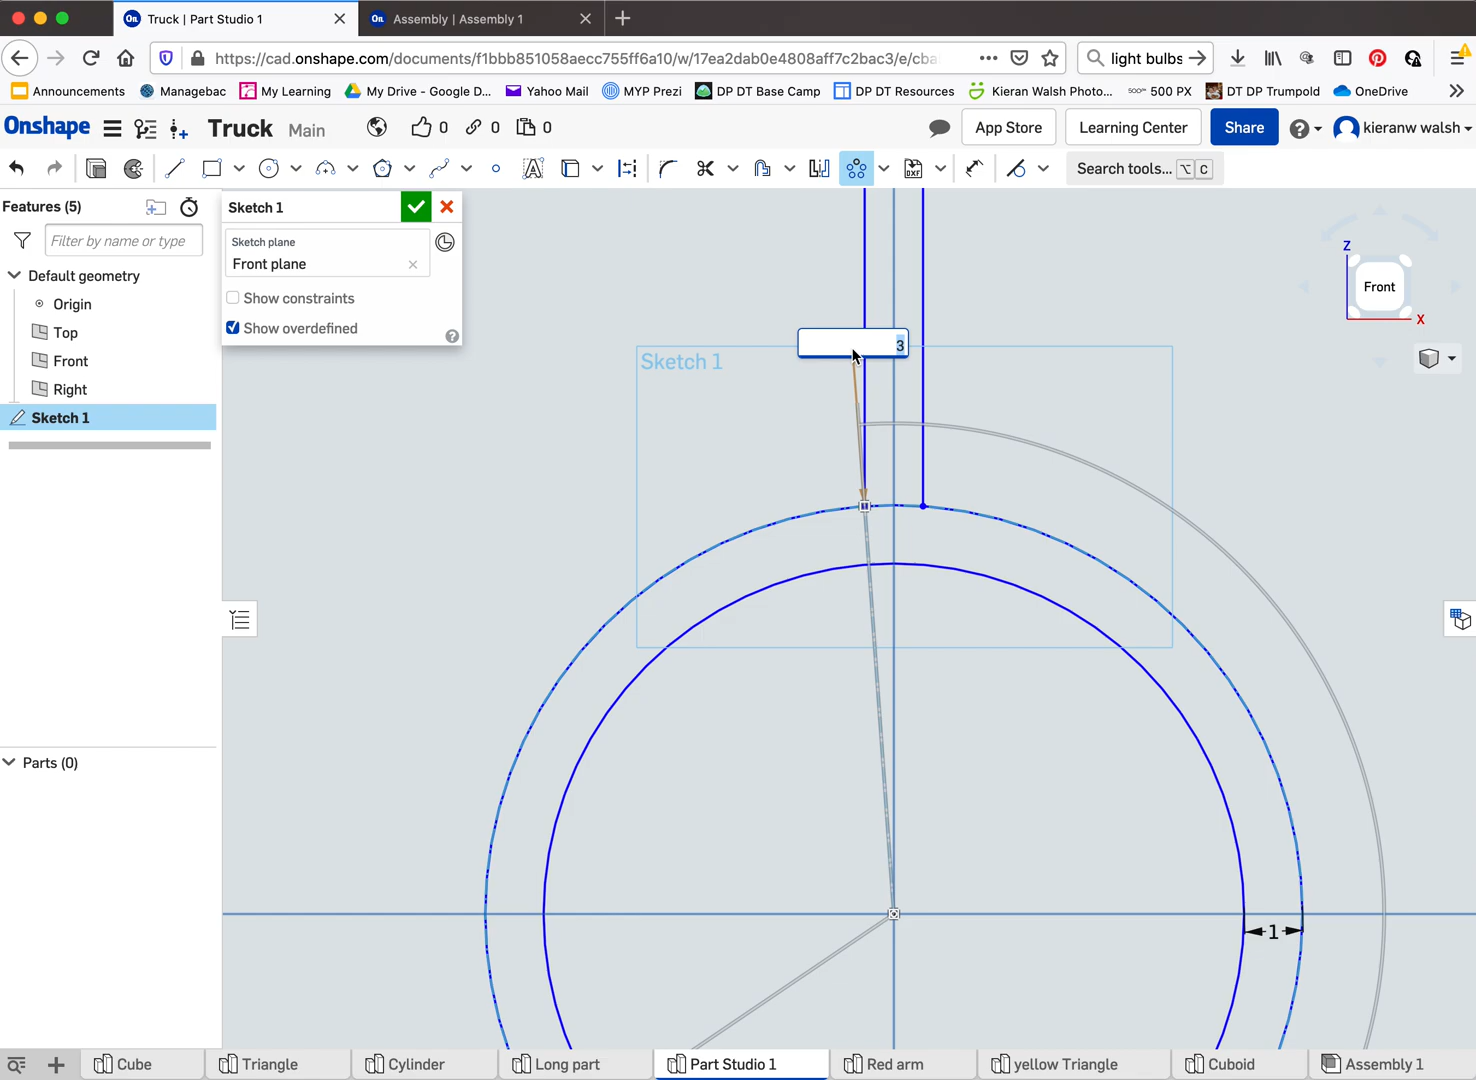 Truck | Part Studio 1
Assembly | Assembly 1
https://cad.onshape.com/documents/f1bbb851058aecc755ff6a10/w/17ea2dab0e4808aff7c2bac3/e/cba
light bulbs
Announcements
Managebac
My Learning
My Drive - Google D...
Yahoo Mail
MYP Prezi
DP DT Base Camp
DP DT Resources
Kieran Walsh Photo...
500 PX
DT DP Trumpold
OneDrive
Onshape
Truck Main
0
0
0
App Store
Learning Center
Share
kieranw walsh
Search tools... ⌥ C
Features (5)
Filter by name or type
Default geometry
Origin
Top
Front
Right
Sketch 1
Parts (0)
Sketch 1
Sketch plane
Front plane
Show constraints
Show overdefined
3
Sketch 1
1
Z
Front
X
Cube
Triangle
Cylinder
Long part
Part Studio 1
Red arm
yellow Triangle
Cuboid
Assembly 1